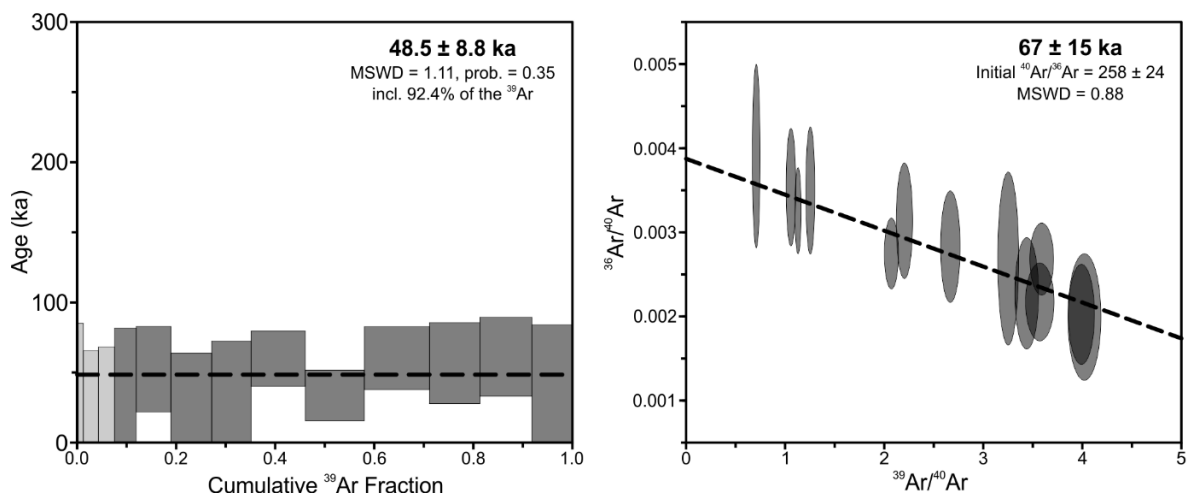 300
200
100
0
Age (ka)
48.5 ± 8.8 ka
MSWD = 1.11, prob. = 0.35
incl. 92.4% of the ³⁹Ar
0.0
0.2
0.4
0.6
0.8
1.0
Cumulative ³⁹Ar Fraction
0.005
0.004
0.003
0.002
0.001
³⁶Ar/⁴⁰Ar
67 ± 15 ka
Initial ⁴⁰Ar/³⁶Ar = 258 ± 24
MSWD = 0.88
0
1
2
3
4
5
³⁹Ar/⁴⁰Ar